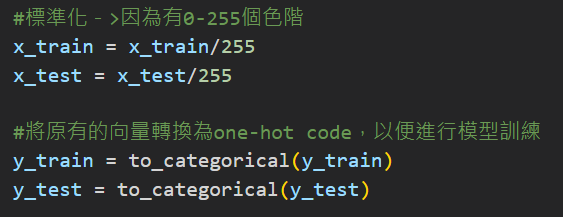 #標準化 ->因為有0-255個色階
x_train = x_train/255
x_test = x_test/255
#將原有的向量轉換為one-hot code，以便進行模型訓練
y_train = to_categorical(y_train)
y_test = to_categorical(y_test)